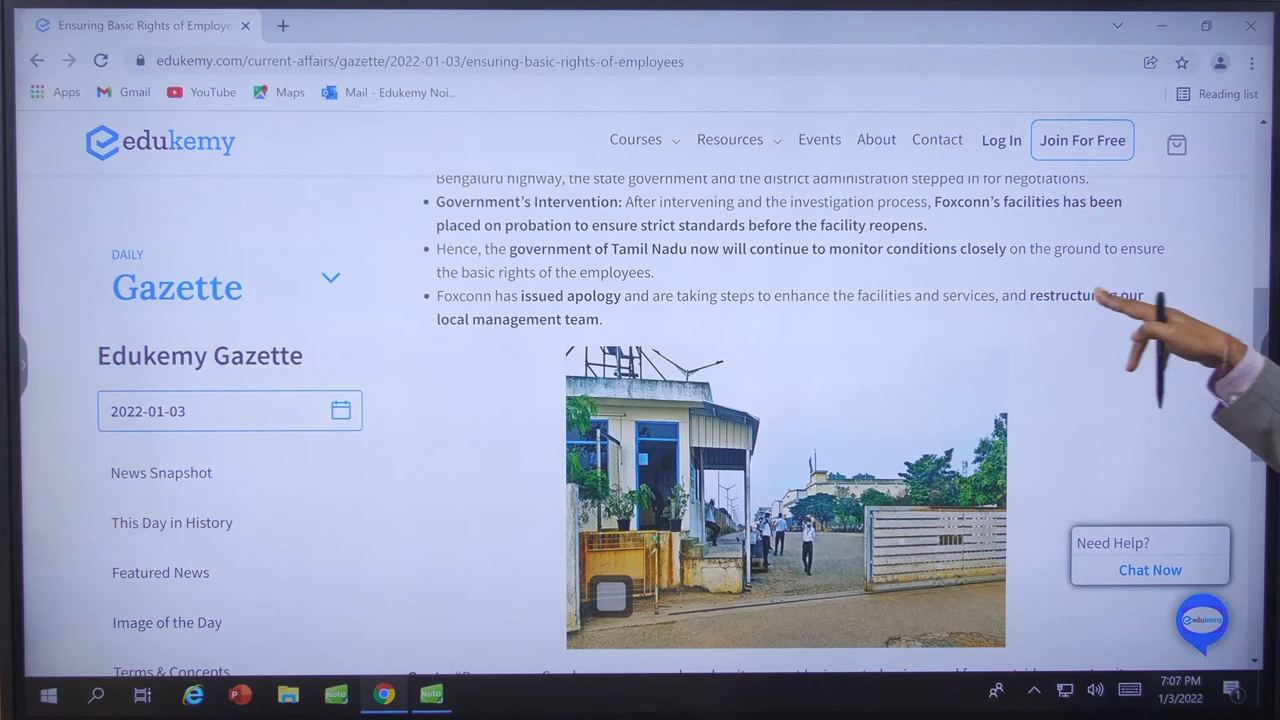 Ensuring Basic Rights of Employe
edukemy.com/current-affairs/gazette/2022-01-03/ensuring-basic-rights-of-employees
Apps Gmail YouTube Maps Mail - Edukemy Noi...
Reading list
edukemy
Courses Resources Events About Contact Log In Join For Free
Bengaluru highway, the state government and the district administration stepped in for negotiations.
• Government's Intervention: After intervening and the investigation process, Foxconn's facilities has been
placed on probation to ensure strict standards before the facility reopens.
• Hence, the government of Tamil Nadu now will continue to monitor conditions closely on the ground to ensure
the basic rights of the employees.
• Foxconn has issued apology and are taking steps to enhance the facilities and services, and our
local management team.
DAILY
Gazette
Edukemy Gazette
2022-01-03
News Snapshot
This Day in History
Featured News
Image of the Day
Terms & Concepts
Need Help?
Chat Now
edukemy
Note
Note
7:07 PM
1/3/2022
1